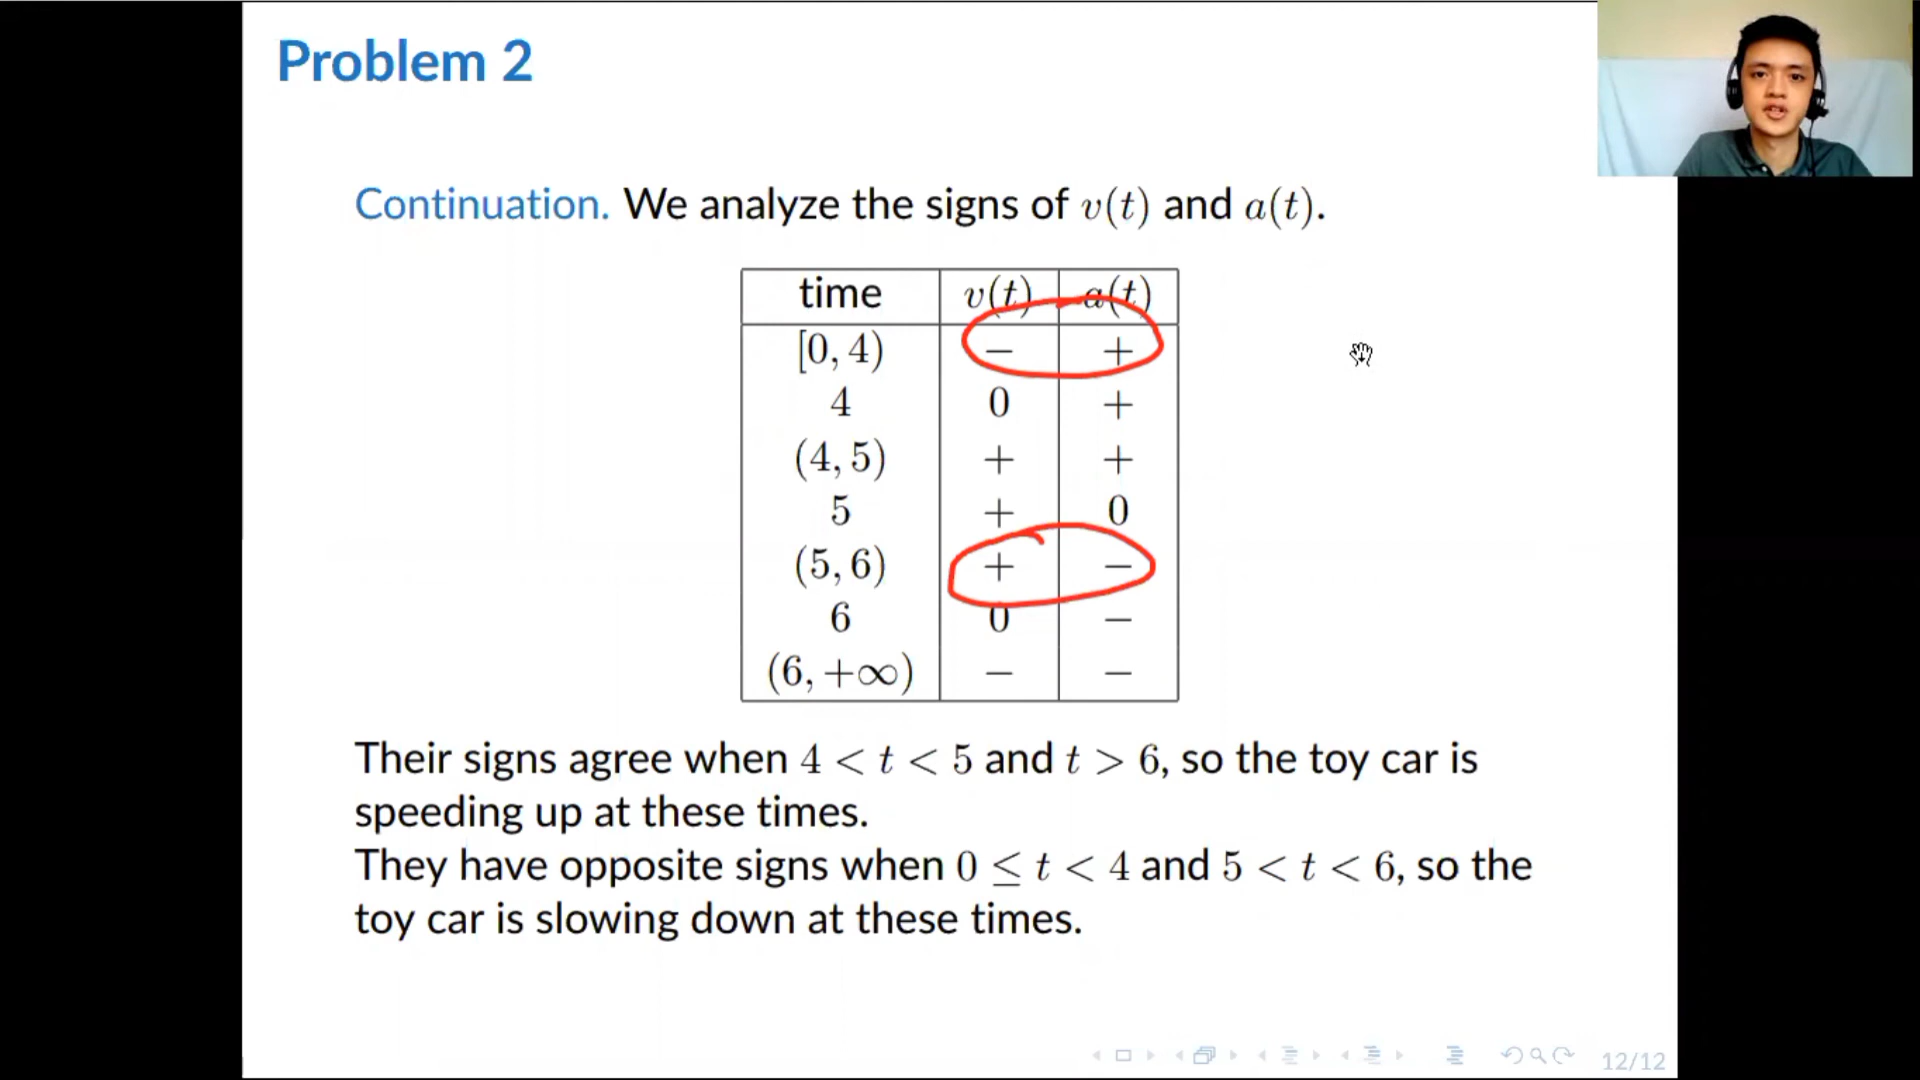 Problem 2
Continuation. We analyze the signs of v(t) and a(t).
time v(t) a(t)
[0, 4) − +
4 0 +
(4, 5) + +
5 + 0
(5, 6) + −
6 0 −
(6, +∞) − −
Their signs agree when 4 < t < 5 and t > 6, so the toy car is
speeding up at these times.
They have opposite signs when 0 ≤ t < 4 and 5 < t < 6, so the
toy car is slowing down at these times.
12/12